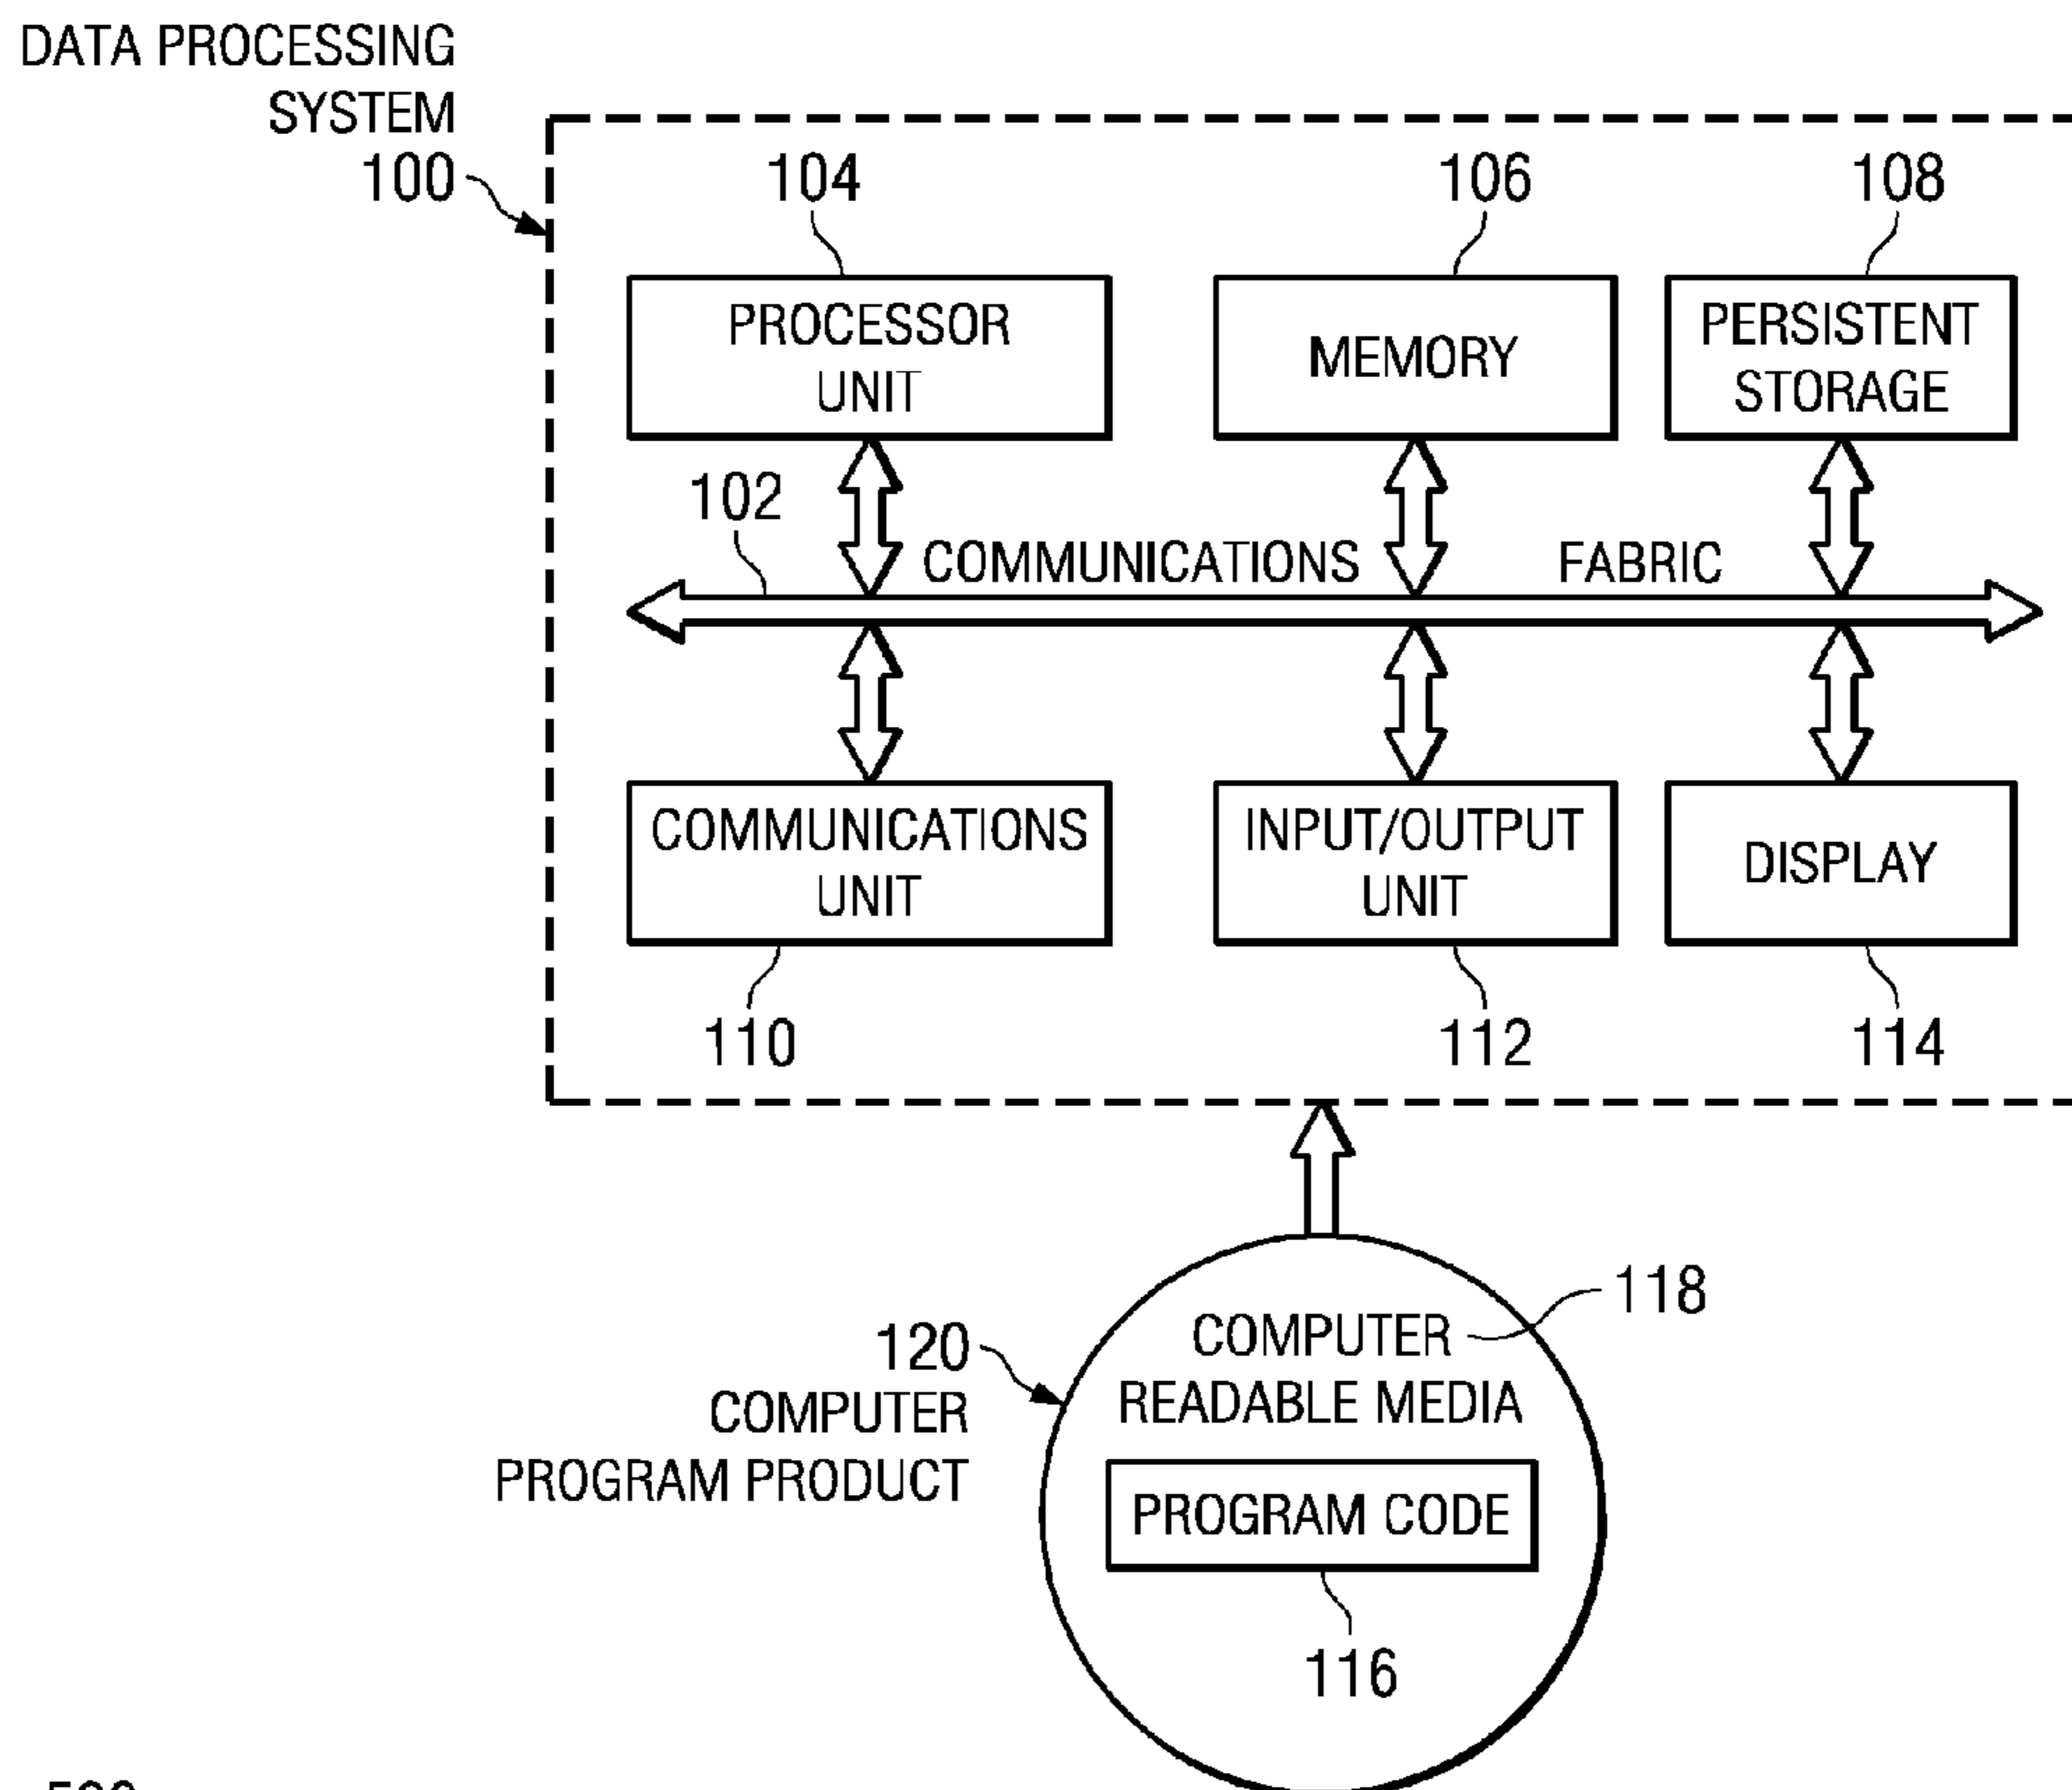 DATA PROCESSING
SYSTEM
100
104
106
108
PROCESSOR
UNIT
MEMORY
PERSISTENT
STORAGE
102
COMMUNICATIONS FABRIC
COMMUNICATIONS
UNIT
INPUT/OUTPUT
UNIT
DISPLAY
110
112
114
118
120
COMPUTER
PROGRAM PRODUCT
COMPUTER
READABLE MEDIA
PROGRAM CODE
116